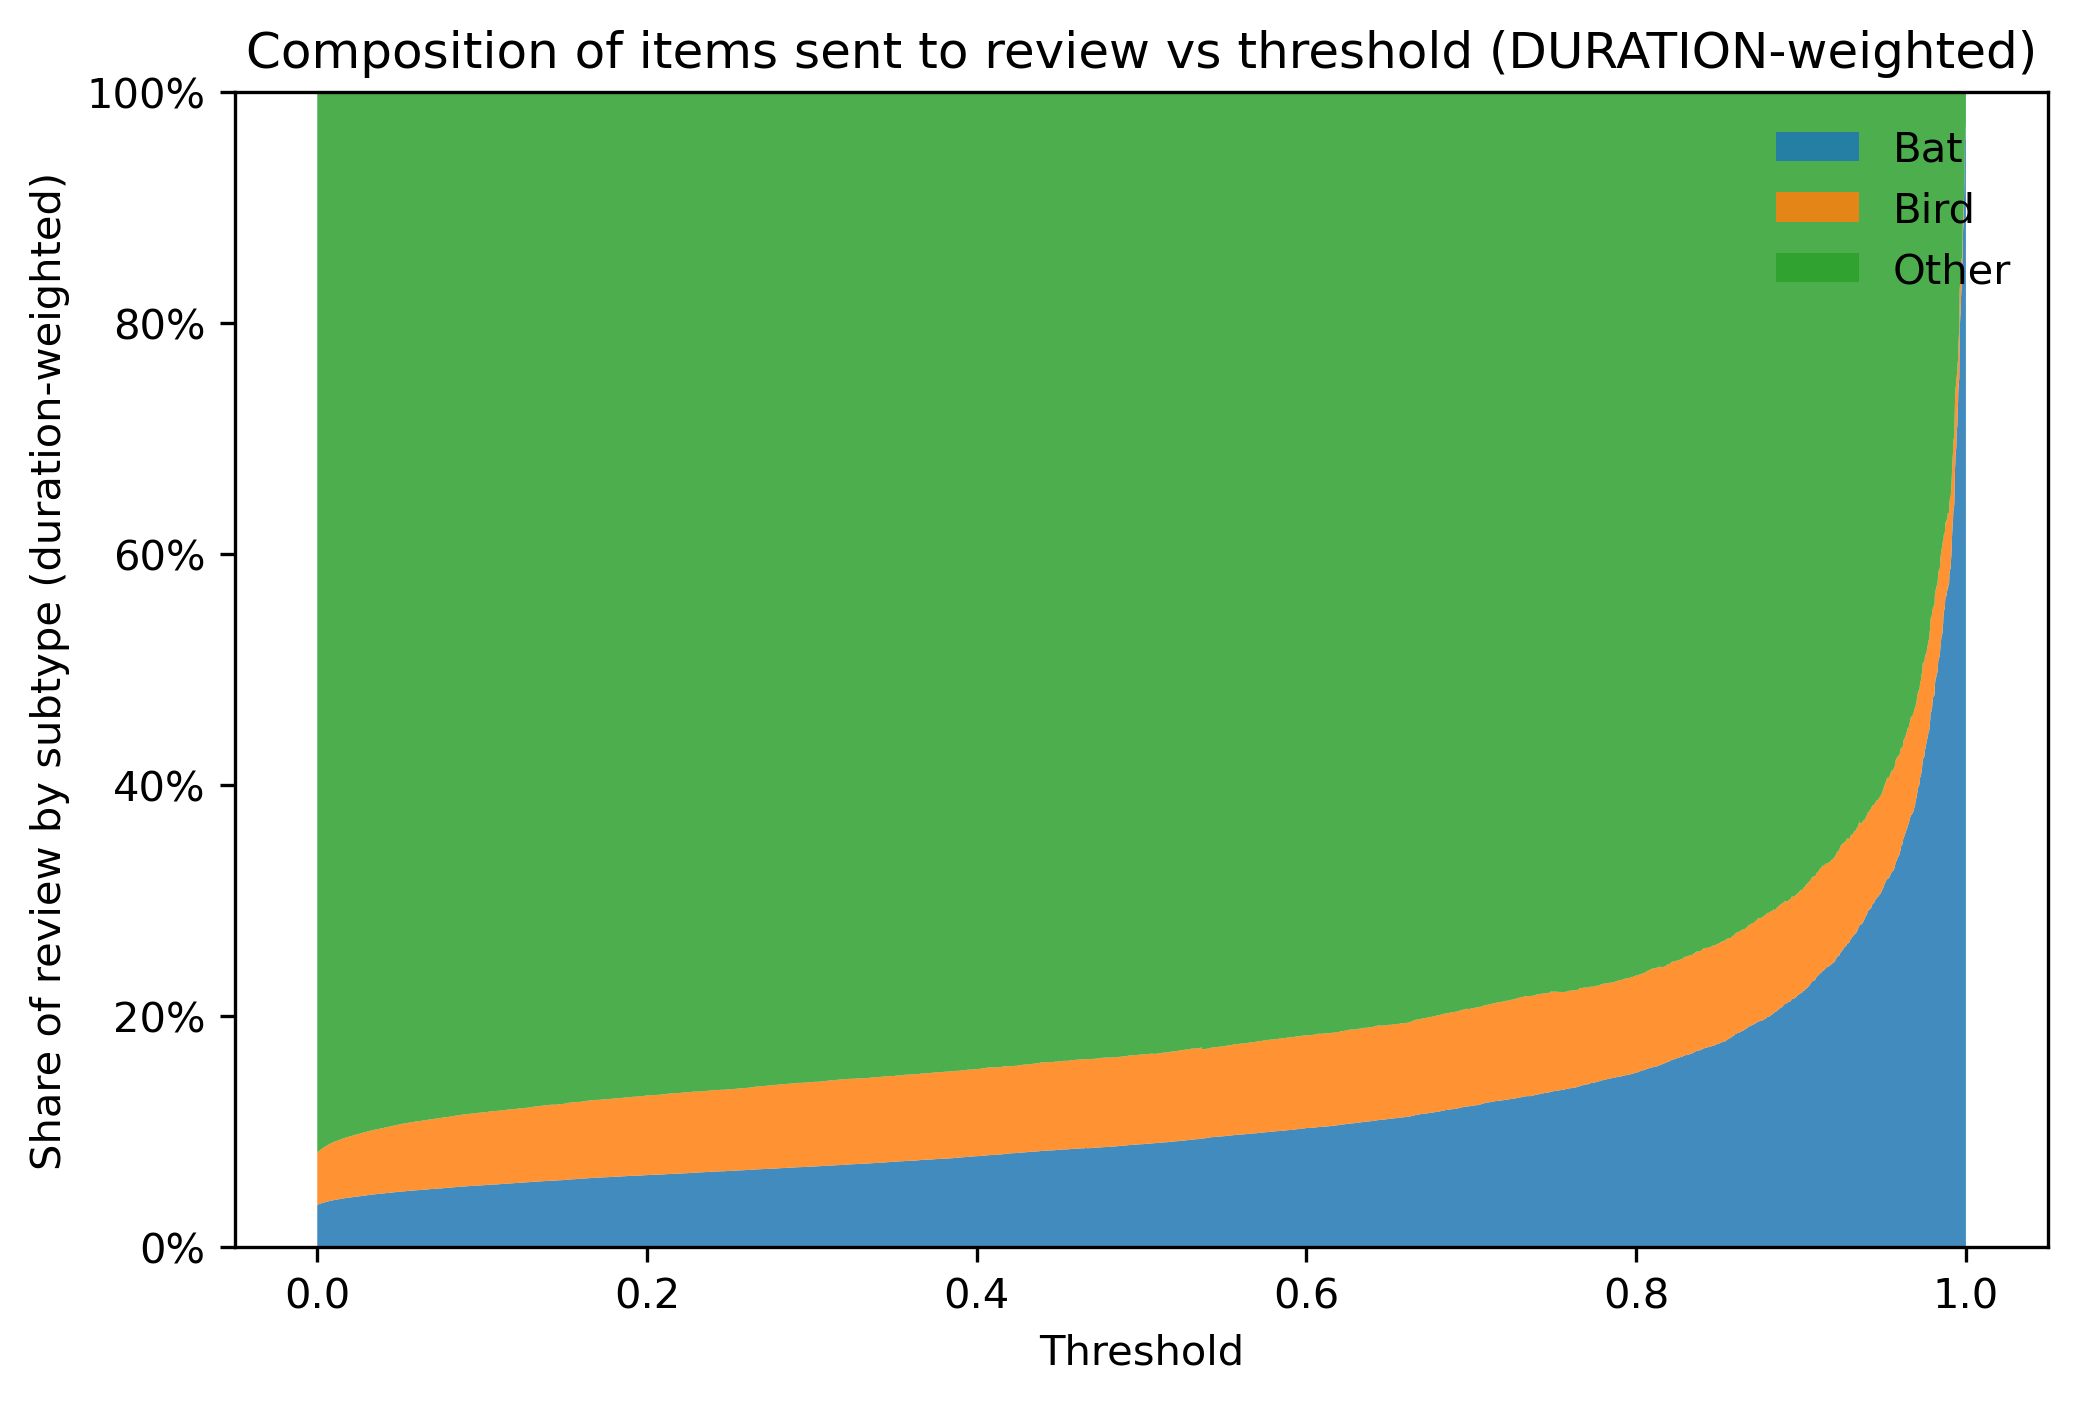 Composition of items sent to review vs threshold (DURATION-weighted)
Share of review by subtype (duration-weighted)
100%
80%
60%
40%
20%
0%
Bat
Bird
Other
0.0 0.2 0.4 0.6 0.8 1.0
Threshold